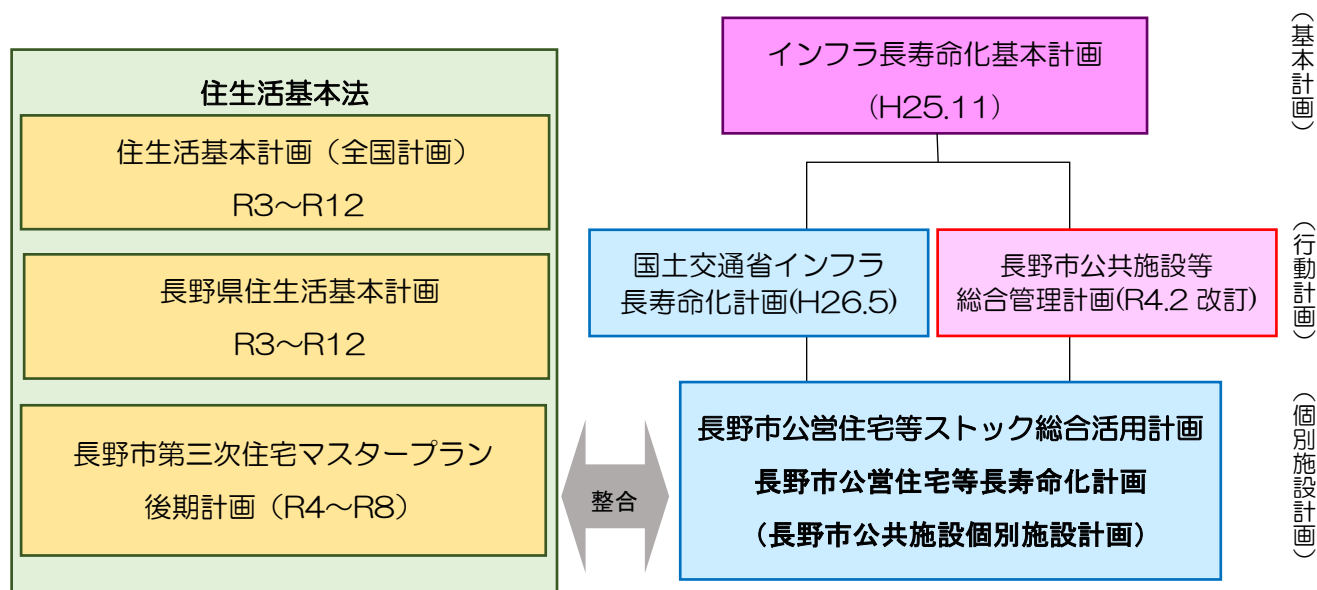 住生活基本法
住生活基本計画（全国計画）
R3～R12
長野県住生活基本計画
R3～R12
長野市第三次住宅マスタープラン
後期計画（R4～R8）
整合
インフラ長寿命化基本計画
（H25.11）
（基本計画）
国土交通省インフラ
長寿命化計画(H26.5)
長野市公共施設等
総合管理計画(R4.2 改訂)
（行動計画）
長野市公営住宅等ストック総合活用計画
長野市公営住宅等長寿命化計画
（長野市公共施設個別施設計画）
（個別施設計画）